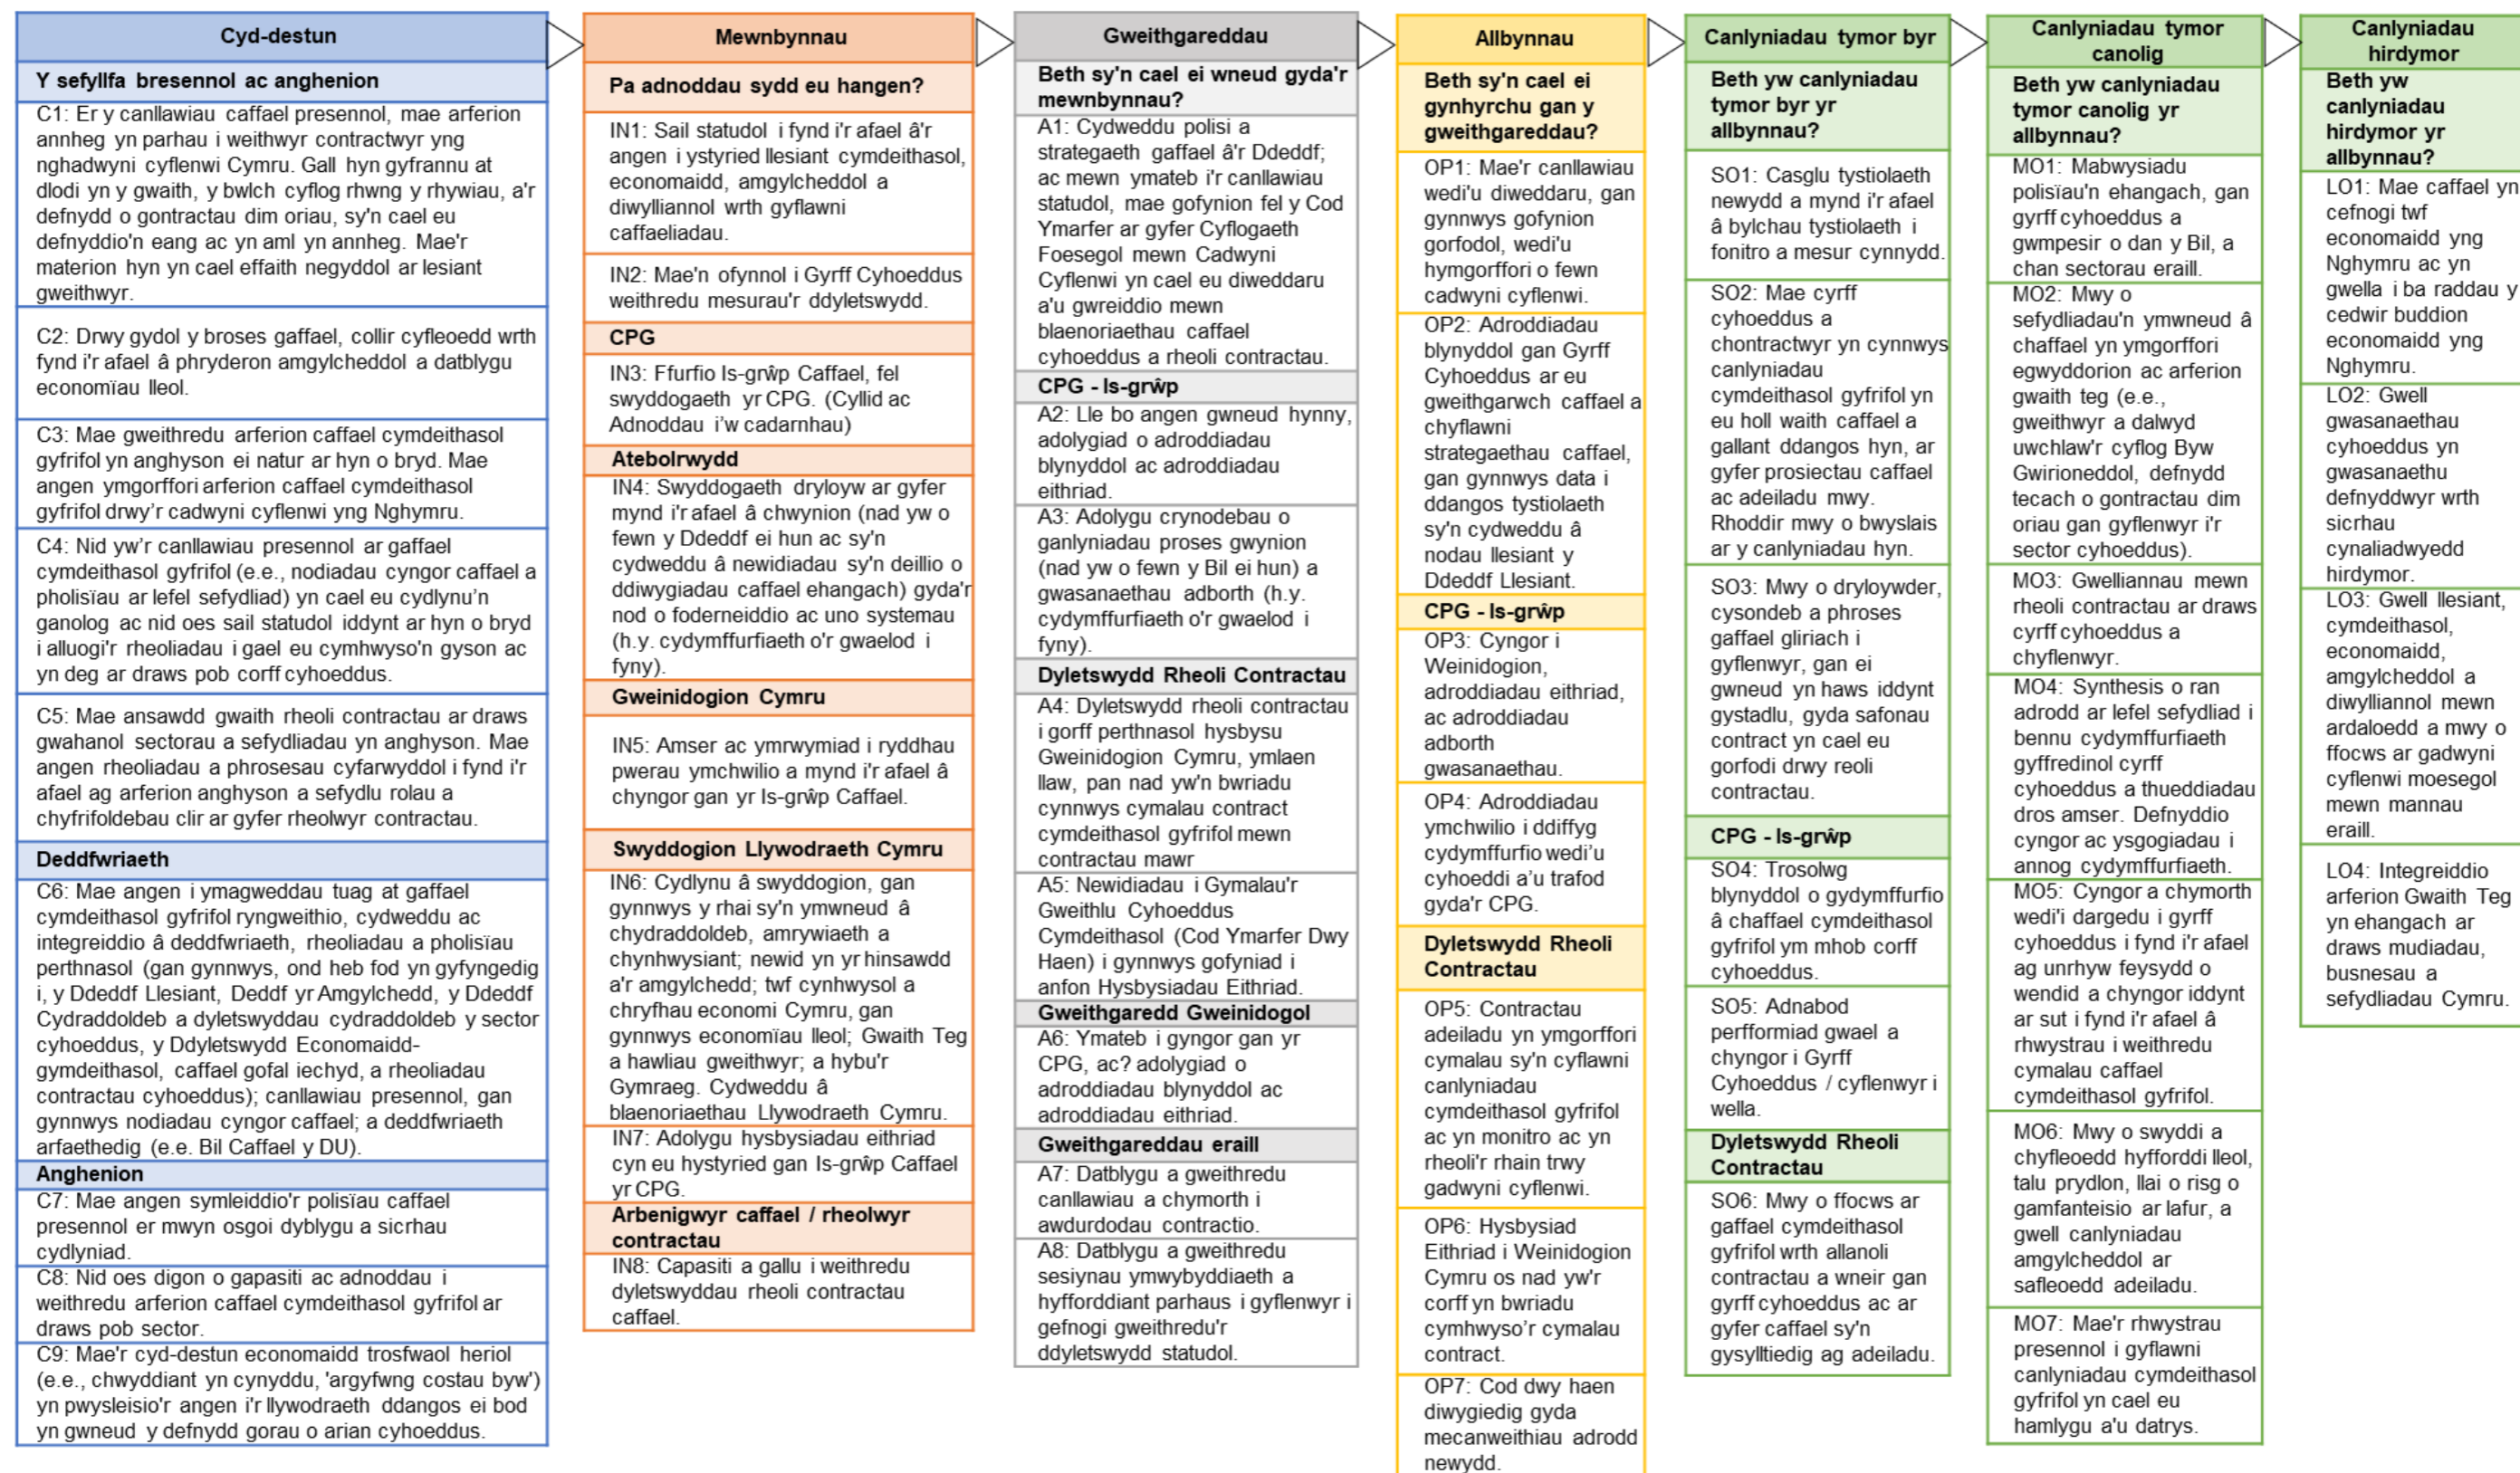 Cyd-destun
Y sefyllfa bresennol ac anghenion
C1: Er y canllawiau caffael presennol, mae arferion
annheg yn parhau i weithwyr contractwyr yng
nghadwyni cyflenwi Cymru. Gall hyn gyfrannu at
dlodi yn y gwaith, y bwlch cyflog rhwng y rhywiau, a'r
defnydd o gontractau dim oriau, sy'n cael eu
defnyddio'n eang ac yn aml yn annheg. Mae'r
materion hyn yn cael effaith negyddol ar lesiant
gweithwyr.
C2: Drwy gydol y broses gaffael, collir cyfleoedd wrth
fynd i'r afael â phryderon amgylcheddol a datblygu
economïau lleol.
C3: Mae gweithredu arferion caffael cymdeithasol
gyfrifol yn anghyson ei natur ar hyn o bryd. Mae
angen ymgorffori arferion caffael cymdeithasol
gyfrifol drwy'r cadwyni cyflenwi yng Nghymru.
C4: Nid yw'r canllawiau presennol ar gaffael
cymdeithasol gyfrifol (e.e., nodiadau cyngor caffael a
pholisïau ar lefel sefydliad) yn cael eu cydlynu'n
ganolog ac nid oes sail statudol iddynt ar hyn o bryd
i alluogi'r rheoliadau i gael eu cymhwyso'n gyson ac
yn deg ar draws pob corff cyhoeddus.
C5: Mae ansawdd gwaith rheoli contractau ar draws
gwahanol sectorau a sefydliadau yn anghyson. Mae
angen rheoliadau a phrosesau cyfarwyddol i fynd i'r
afael ag arferion anghyson a sefydlu rolau a
chyfrifoldebau clir ar gyfer rheolwyr contractau.
Deddfwriaeth
C6: Mae angen i ymagweddau tuag at gaffael
cymdeithasol gyfrifol ryngweithio, cydweddu ac
integreiddio â deddfwriaeth, rheoliadau a pholisïau
perthnasol (gan gynnwys, ond heb fod yn gyfyngedig
i, y Ddeddf Llesiant, Deddf yr Amgylchedd, y Ddeddf
Cydraddoldeb a dyletswyddau cydraddoldeb y sector
cyhoeddus, y Ddyletswydd Economaidd-
gymdeithasol, caffael gofal iechyd, a rheoliadau
contractau cyhoeddus); canllawiau presennol, gan
gynnwys nodiadau cyngor caffael; a deddfwriaeth
arfaethedig (e.e. Bil Caffael y DU).
Anghenion
C7: Mae angen symleiddio'r polisïau caffael
presennol er mwyn osgoi dyblygu a sicrhau
cydlyniad.
C8: Nid oes digon o gapasiti ac adnoddau i
weithredu arferion caffael cymdeithasol gyfrifol ar
draws pob sector.
C9: Mae'r cyd-destun economaidd trosfwaol heriol
(e.e., chwyddiant yn cynyddu, 'argyfwng costau byw')
yn pwysleisio'r angen i'r llywodraeth ddangos ei bod
yn gwneud y defnydd gorau o arian cyhoeddus.
Mewnbynnau
Pa adnoddau sydd eu hangen?
IN1: Sail statudol i fynd i'r afael â'r
angen i ystyried llesiant cymdeithasol,
economaidd, amgylcheddol a
diwylliannol wrth gyflawni
caffaeliadau.
IN2: Mae'n ofynnol i Gyrff Cyhoeddus
weithredu mesurau'r ddyletswydd.
CPG
IN3: Ffurfio Is-grŵp Caffael, fel
swyddogaeth yr CPG. (Cyllid ac
Adnoddau i'w cadarnhau)
Atebolrwydd
IN4: Swyddogaeth dryloyw ar gyfer
mynd i'r afael â chwynion (nad yw o
fewn y Ddeddf ei hun ac sy'n
cydweddu â newidiadau sy'n deillio o
ddiwygiadau caffael ehangach) gyda'r
nod o foderneiddio ac uno systemau
(h.y. cydymffurfiaeth o'r gwaelod i
fyny).
Gweinidogion Cymru
IN5: Amser ac ymrwymiad i ryddhau
pwerau ymchwilio a mynd i'r afael â
chyngor gan yr Is-grŵp Caffael.
Swyddogion Llywodraeth Cymru
IN6: Cydlynu â swyddogion, gan
gynnwys y rhai sy'n ymwneud â
chydraddoldeb, amrywiaeth a
chynhwysiant; newid yn yr hinsawdd
a'r amgylchedd; twf cynhwysol a
chryfhau economi Cymru, gan
gynnwys economïau lleol; Gwaith Teg
a hawliau gweithwyr; a hybu'r
Gymraeg. Cydweddu â
blaenoriaethau Llywodraeth Cymru.
IN7: Adolygu hysbysiadau eithriad
cyn eu hystyried gan Is-grŵp Caffael
yr CPG.
Arbenigwyr caffael / rheolwyr
contractau
IN8: Capasiti a gallu i weithredu
dyletswyddau rheoli contractau
caffael.
Gweithgareddau
Beth sy'n cael ei wneud gyda'r
mewnbynnau?
A1: Cydweddu polisi a
strategaeth gaffael â'r Ddeddf;
ac mewn ymateb i'r canllawiau
statudol, mae gofynion fel y Cod
Ymarfer ar gyfer Cyflogaeth
Foesegol mewn Cadwyni
Cyflenwi yn cael eu diweddaru
a'u gwreiddio mewn
blaenoriaethau caffael
cyhoeddus a rheoli contractau.
CPG - Is-grŵp
A2: Lle bo angen gwneud hynny,
adolygiad o adroddiadau
blynyddol ac adroddiadau
eithriad.
A3: Adolygu crynodebau o
ganlyniadau proses gwynion
(nad yw o fewn y Bil ei hun) a
gwasanaethau adborth (h.y.
cydymffurfiaeth o'r gwaelod i
fyny).
Dyletswydd Rheoli Contractau
A4: Dyletswydd rheoli contractau
i gorff perthnasol hysbysu
Gweinidogion Cymru, ymlaen
llaw, pan nad yw'n bwriadu
cynnwys cymalau contract
cymdeithasol gyfrifol mewn
contractau mawr
A5: Newidiadau i Gymalau'r
Gweithlu Cyhoeddus
Cymdeithasol (Cod Ymarfer Dwy
Haen) i gynnwys gofyniad i
anfon Hysbysiadau Eithriad.
Gweithgaredd Gweinidogol
A6: Ymateb i gyngor gan yr
CPG, ac? adolygiad o
adroddiadau blynyddol ac
adroddiadau eithriad.
Gweithgareddau eraill
A7: Datblygu a gweithredu
canllawiau a chymorth i
awdurdodau contractio.
A8: Datblygu a gweithredu
sesiynau ymwybyddiaeth a
hyfforddiant parhaus i gyflenwyr i
gefnogi gweithredu'r
ddyletswydd statudol.
Allbynnau
Beth sy'n cael ei
gynhyrchu gan y
gweithgareddau?
OP1: Mae'r canllawiau
wedi'u diweddaru, gan
gynnwys gofynion
gorfodol, wedi'u
hymgorffori o fewn
cadwyni cyflenwi.
OP2: Adroddiadau
blynyddol gan Gyrff
Cyhoeddus ar eu
gweithgarwch caffael a
chyflawni
strategaethau caffael,
gan gynnwys data i
ddangos tystiolaeth
sy'n cydweddu â
nodau llesiant y
Ddeddf Llesiant.
CPG - Is-grŵp
OP3: Cyngor i
Weinidogion,
adroddiadau eithriad,
ac adroddiadau
adborth
gwasanaethau.
OP4: Adroddiadau
ymchwilio i ddiffyg
cydymffurfio wedi'u
cyhoeddi a'u trafod
gyda'r CPG.
Dyletswydd Rheoli
Contractau
OP5: Contractau
adeiladu yn ymgorffori
cymalau sy'n cyflawni
canlyniadau
cymdeithasol gyfrifol
ac yn monitro ac yn
rheoli'r rhain trwy
gadwyni cyflenwi.
OP6: Hysbysiad
Eithriad i Weinidogion
Cymru os nad yw'r
corff yn bwriadu
cymhwyso'r cymalau
contract.
OP7: Cod dwy haen
diwygiedig gyda
mecanweithiau adrodd
newydd.
Canlyniadau tymor byr
Beth yw canlyniadau
tymor byr yr
allbynnau?
SO1: Casglu tystiolaeth
newydd a mynd i'r afael
â bylchau tystiolaeth i
fonitro a mesur cynnydd.
SO2: Mae cyrff
cyhoeddus a
chontractwyr yn cynnwys
canlyniadau
cymdeithasol gyfrifol yn
eu holl waith caffael a
gallant ddangos hyn, ar
gyfer prosiectau caffael
ac adeiladu mwy.
Rhoddir mwy o bwyslais
ar y canlyniadau hyn.
SO3: Mwy o dryloywder,
cysondeb a phroses
gaffael gliriach i
gyflenwyr, gan ei
gwneud yn haws iddynt
gystadlu, gyda safonau
contract yn cael eu
gorfodi drwy reoli
contractau.
CPG - Is-grŵp
SO4: Trosolwg
blynyddol o gydymffurfio
â chaffael cymdeithasol
gyfrifol ym mhob corff
cyhoeddus.
SO5: Adnabod
perfformiad gwael a
chyngor i Gyrff
Cyhoeddus / cyflenwyr i
wella.
Dyletswydd Rheoli
Contractau
SO6: Mwy o ffocws ar
gaffael cymdeithasol
gyfrifol wrth allanoli
contractau a wneir gan
gyrff cyhoeddus ac ar
gyfer caffael sy'n
gysylltiedig ag adeiladu.
Canlyniadau tymor
canolig
Beth yw canlyniadau
tymor canolig yr
allbynnau?
MO1: Mabwysiadu
polisïau'n ehangach, gan
gyrff cyhoeddus a
gwmpesir o dan y Bil, a
chan sectorau eraill.
MO2: Mwy o
sefydliadau'n ymwneud â
chaffael yn ymgorffori
egwyddorion ac arferion
gwaith teg (e.e.,
gweithwyr a dalwyd
uwchlaw'r cyflog Byw
Gwirioneddol, defnydd
tecach o gontractau dim
oriau gan gyflenwyr i'r
sector cyhoeddus).
MO3: Gwelliannau mewn
rheoli contractau ar draws
cyrff cyhoeddus a
chyflenwyr.
MO4: Synthesis o ran
adrodd ar lefel sefydliad i
bennu cydymffurfiaeth
gyffredinol cyrff
cyhoeddus a thueddiadau
dros amser. Defnyddio
cyngor ac ysgogiadau i
annog cydymffurfiaeth.
MO5: Cyngor a chymorth
wedi'i dargedu i gyrff
cyhoeddus i fynd i'r afael
ag unrhyw feysydd o
wendid a chyngor iddynt
ar sut i fynd i'r afael â
rhwystrau i weithredu
cymalau caffael
cymdeithasol gyfrifol.
MO6: Mwy o swyddi a
chyfleoedd hyfforddi lleol,
talu prydlon, llai o risg o
gamfanteisio ar lafur, a
gwell canlyniadau
amgylcheddol ar
safleoedd adeiladu.
MO7: Mae'r rhwystrau
presennol i gyflawni
canlyniadau cymdeithasol
gyfrifol yn cael eu
hamlygu a'u datrys.
Canlyniadau
hirdymor
Beth yw
canlyniadau
hirdymor yr
allbynnau?
LO1: Mae caffael yn
cefnogi twf
economaidd yng
Nghymru ac yn
gwella i ba raddau y
cedwir buddion
economaidd yng
Nghymru.
LO2: Gwell
gwasanaethau
cyhoeddus yn
gwasanaethu
defnyddwyr wrth
sicrhau
cynaliadwyedd
hirdymor.
LO3: Gwell llesiant,
cymdeithasol,
economaidd,
amgylcheddol a
diwylliannol mewn
ardaloedd a mwy o
ffocws ar gadwyni
cyflenwi moesegol
mewn mannau
eraill.
LO4: Integreiddio
arferion Gwaith Teg
yn ehangach ar
draws mudiadau,
busnesau a
sefydliadau Cymru.